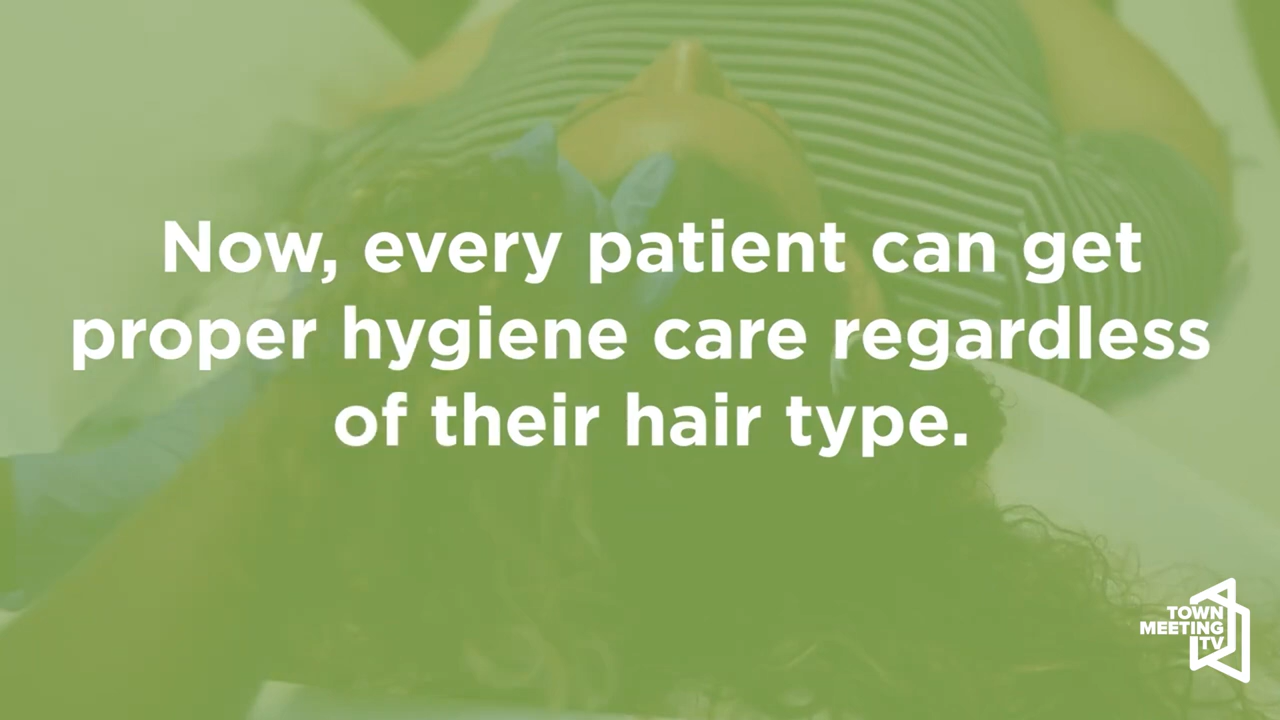 Now, every patient can get
proper hygiene care regardless
of their hair type.
TOWN
MEETING
TV